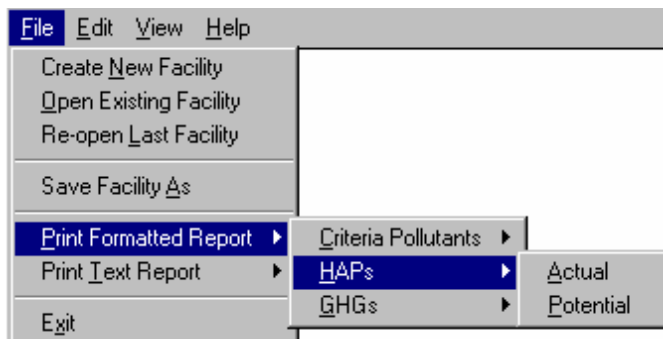 File Edit View Help
Create New Facility
Open Existing Facility
Re-open Last Facility
Save Facility As
Print Formatted Report
Criteria Pollutants
Print Text Report
HAPs
Actual
GHGs
Potential
Exit